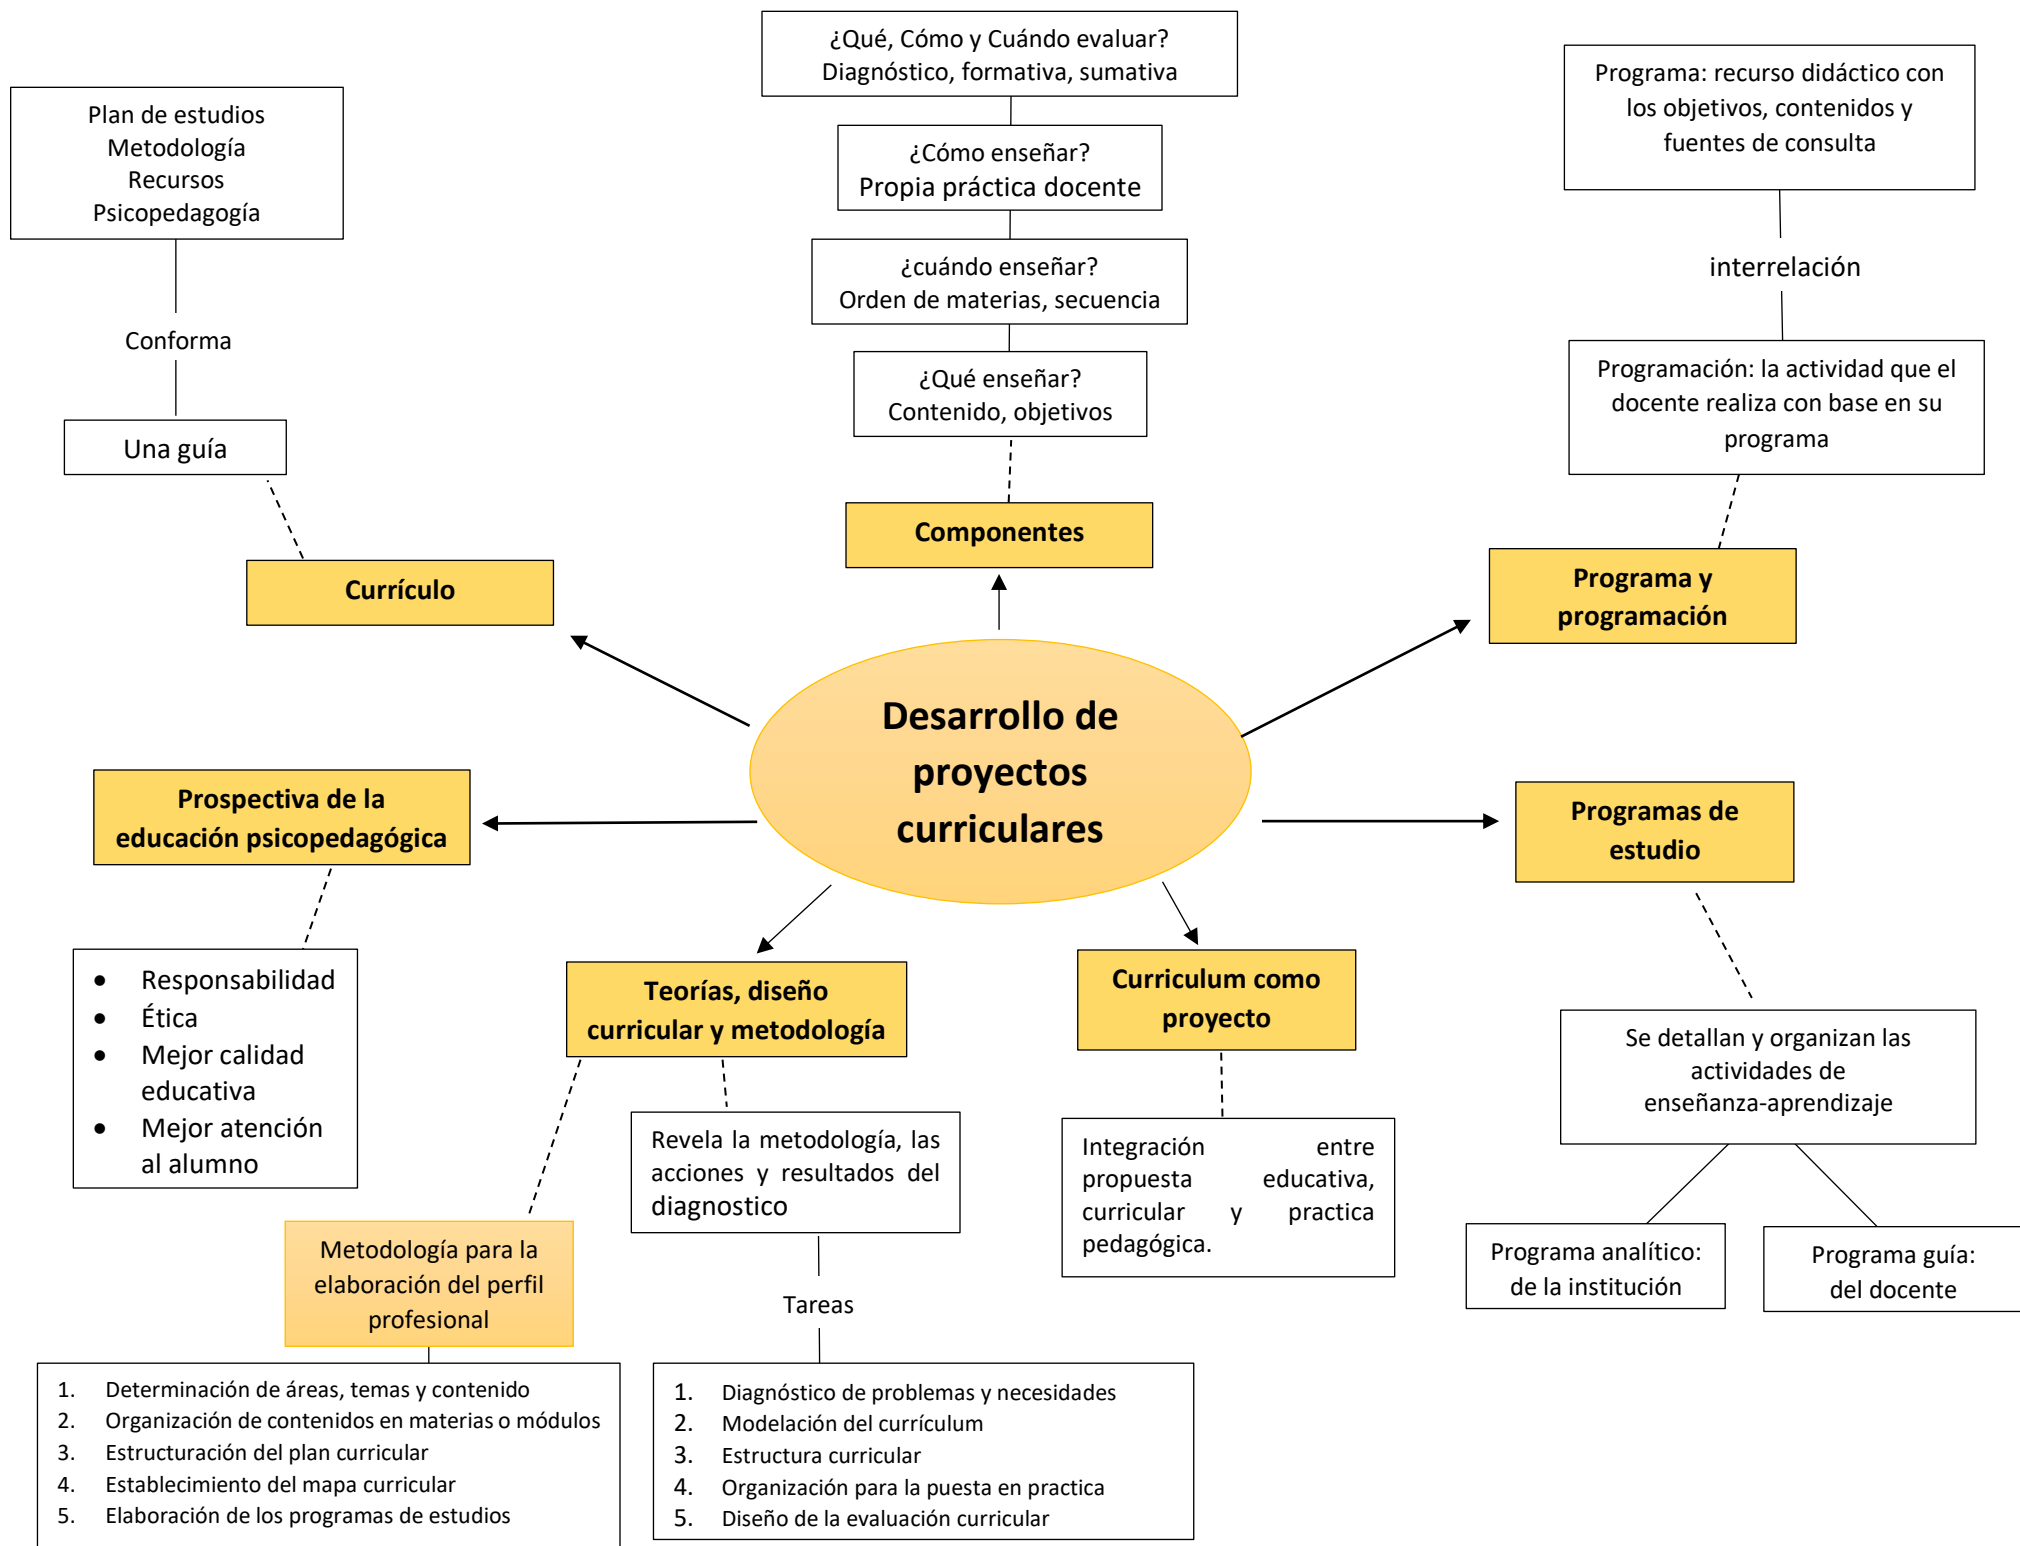 ¿Qué, Cómo y Cuándo evaluar?
Diagnóstico, formativa, sumativa
Programa: recurso didáctico con
los objetivos, contenidos y
fuentes de consulta
Plan de estudios
Metodología
Recursos
Psicopedagogía
¿Cómo enseñar?
Propia práctica docente
¿cuándo enseñar?
Orden de materias, secuencia
interrelación
Conforma
¿Qué enseñar?
Contenido, objetivos
Programación: la actividad que el
docente realiza con base en su
programa
Una guía
Componentes
Currículo
Programa y
programación
Desarrollo de
proyectos
curriculares
Prospectiva de la
educación psicopedagógica
Programas de
estudio
• Responsabilidad
• Ética
• Mejor calidad
educativa
• Mejor atención
al alumno
Teorías, diseño
curricular y metodología
Curriculum como
proyecto
Se detallan y organizan las
actividades de
enseñanza-aprendizaje
Revela la metodología, las
acciones y resultados del
diagnostico
Integración entre
propuesta educativa,
curricular y practica
pedagógica.
Metodología para la
elaboración del perfil
profesional
Tareas
Programa analítico:
de la institución
Programa guía:
del docente
1. Determinación de áreas, temas y contenido
2. Organización de contenidos en materias o módulos
3. Estructuración del plan curricular
4. Establecimiento del mapa curricular
5. Elaboración de los programas de estudios
1. Diagnóstico de problemas y necesidades
2. Modelación del currículum
3. Estructura curricular
4. Organización para la puesta en practica
5. Diseño de la evaluación curricular